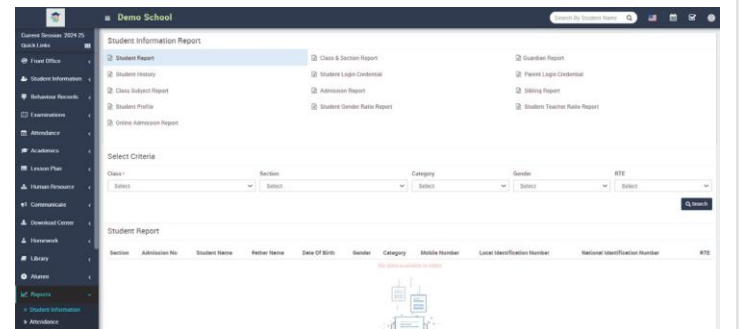 Demo School
Search By Student Name
Current Session: 2024-25
Quick Links
Front Office
Student Information
Behaviour Records
Examinations
Attendance
Academics
Lesson Plan
Human Resource
Communicate
Download Center
Homework
Library
Alumni
Reports
Student Information
Attendance
Student Information Report
Student Report
Class & Section Report
Guardian Report
Student History
Student Login Credential
Parent Login Credential
Class Subject Report
Admission Report
Sibling Report
Student Profile
Student Gender Ratio Report
Student Teacher Ratio Report
Online Admission Report
Select Criteria
Class *
Section
Category
Gender
RTE
Select
Select
Select
Select
Select
Search
Student Report
Section Admission No Student Name Father Name Date Of Birth Gender Category Mobile Number Local Identification Number National Identification Number RTE
No data available in table